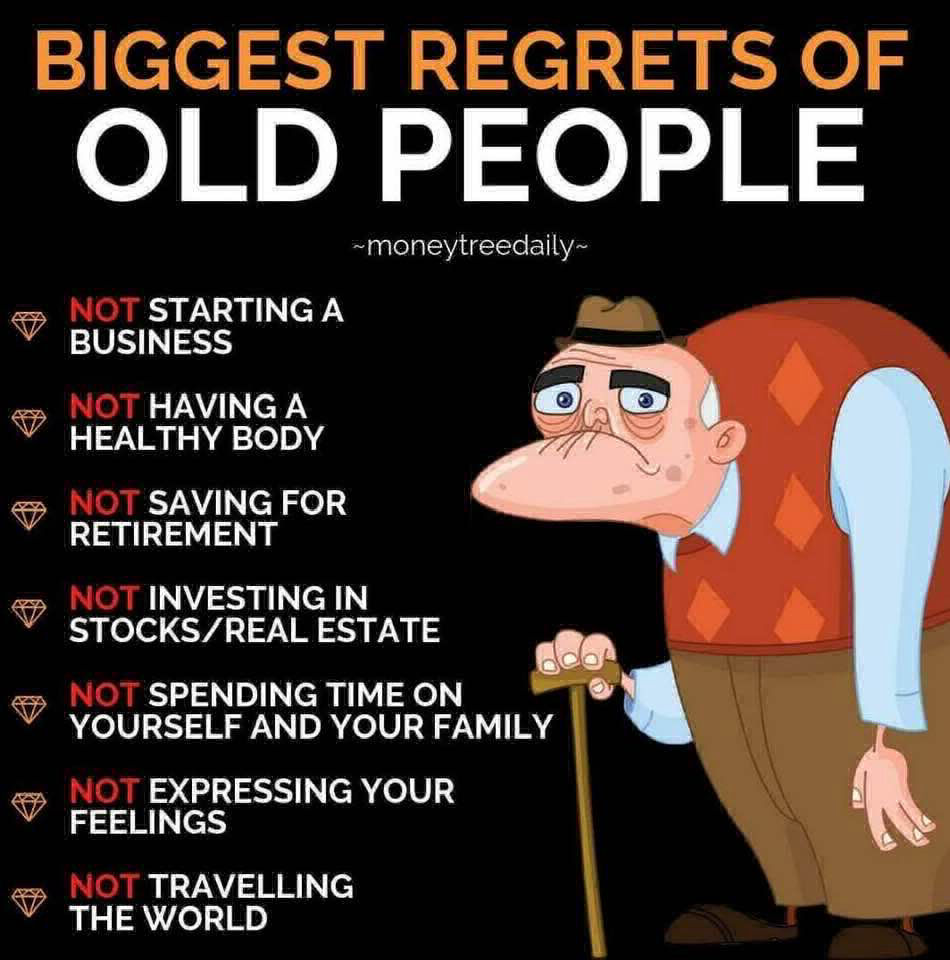 BIGGEST REGRETS OF
OLD PEOPLE
~moneytreedaily~
NOT STARTING A
BUSINESS
NOT HAVING A
HEALTHY BODY
NOT SAVING FOR
RETIREMENT
NOT INVESTING IN
STOCKS/REAL ESTATE
NOT SPENDING TIME ON
YOURSELF AND YOUR FAMILY
NOT EXPRESSING YOUR
FEELINGS
NOT TRAVELLING
THE WORLD